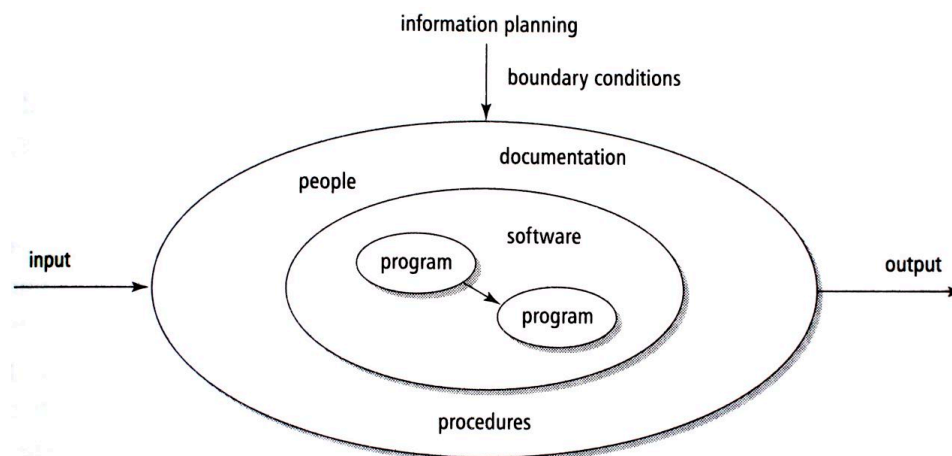 information planning
boundary conditions
documentation
people
software
input
program
output
program
procedures